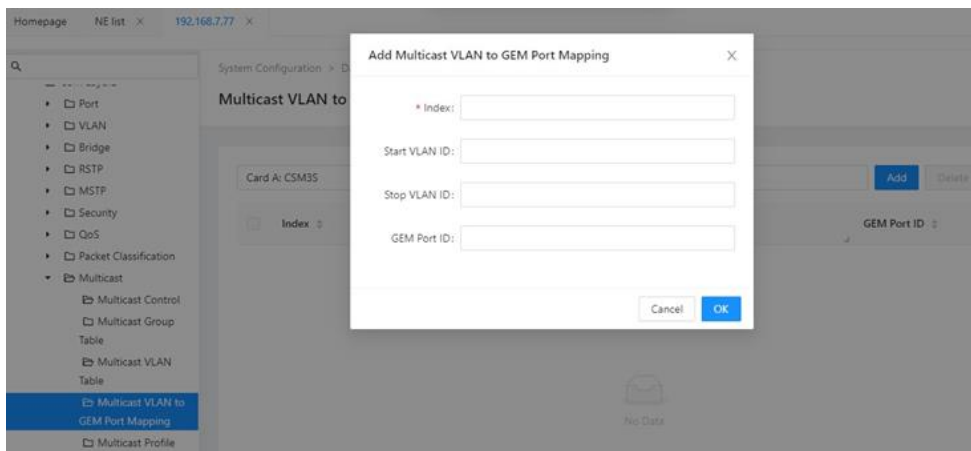 Homepage
NE list
192.168.7.77
System Configuration >
Multicast VLAN to
Port
VLAN
Bridge
RSTP
MSTP
Security
QoS
Packet Classification
Multicast
Multicast Control
Multicast Group
Table
Multicast VLAN
Table
Multicast VLAN to
GEM Port Mapping
Multicast Profile
Card A: CSM3S
Add
Delete
Index
GEM Port ID
No Data
Add Multicast VLAN to GEM Port Mapping
* Index:
Start VLAN ID:
Stop VLAN ID:
GEM Port ID:
Cancel
OK